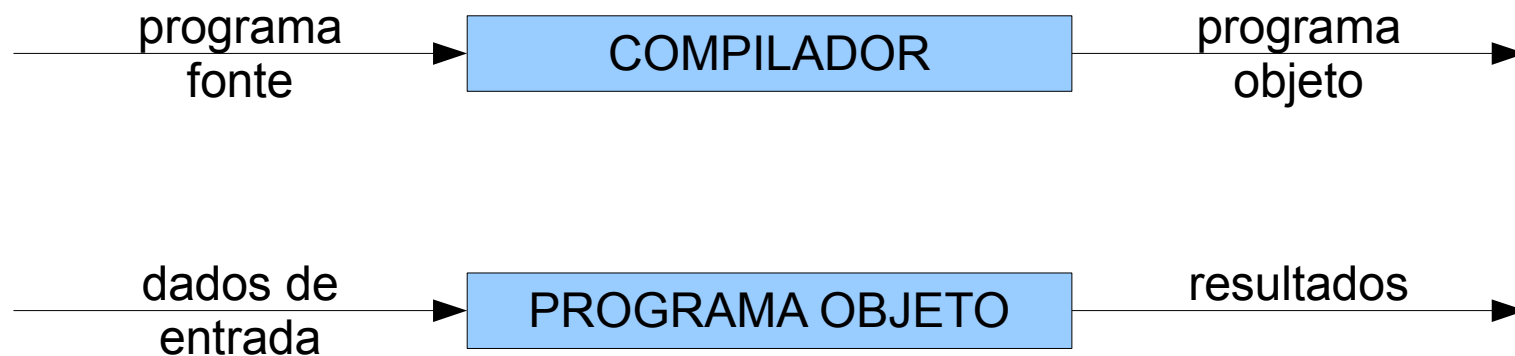 programa
fonte
COMPILADOR
programa
objeto
dados de
entrada
PROGRAMA OBJETO
resultados